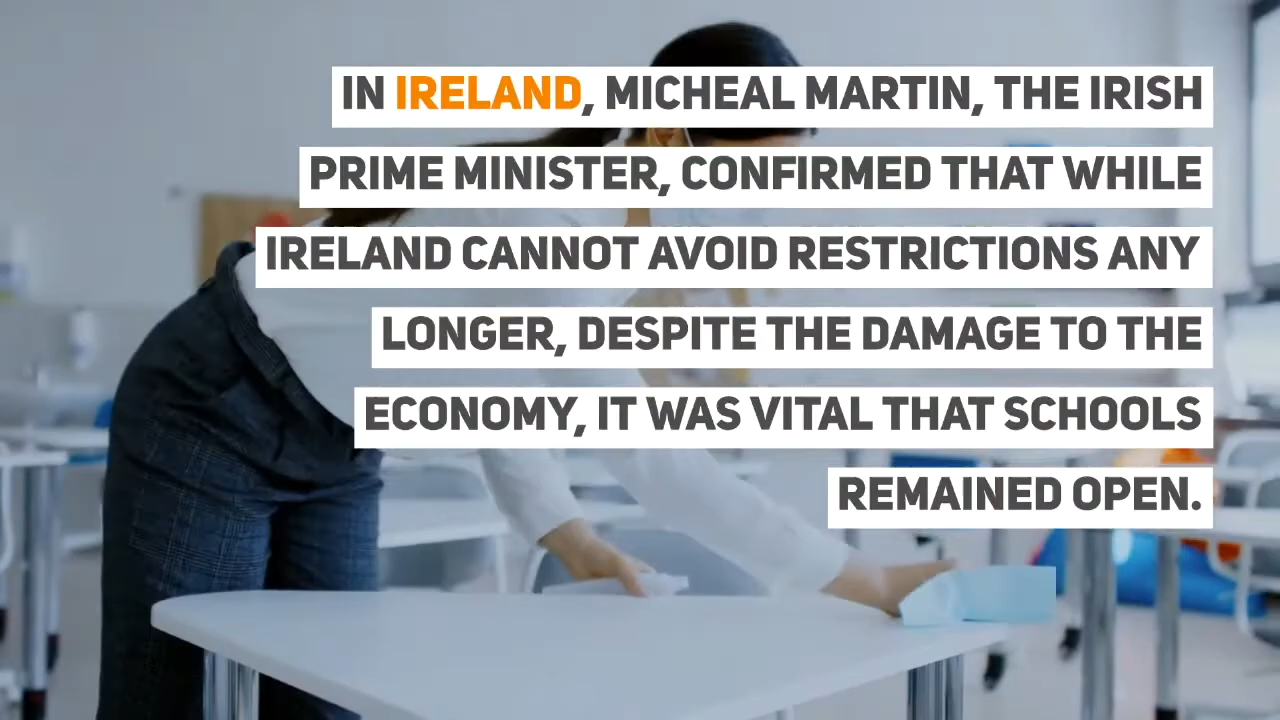 IN IRELAND, MICHEAL MARTIN, THE IRISH
PRIME MINISTER, CONFIRMED THAT WHILE
IRELAND CANNOT AVOID RESTRICTIONS ANY
LONGER, DESPITE THE DAMAGE TO THE
ECONOMY, IT WAS VITAL THAT SCHOOLS
REMAINED OPEN.